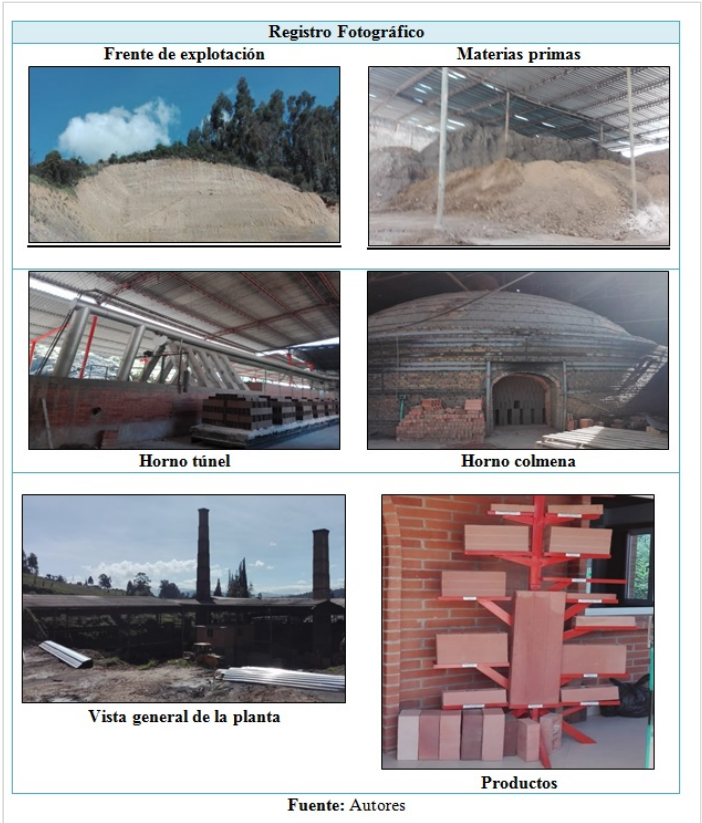 Registro Fotográfico
Frente de explotación
Materias primas
Horno túnel
Horno colmena
Vista general de la planta
Productos
Fuente: Autores